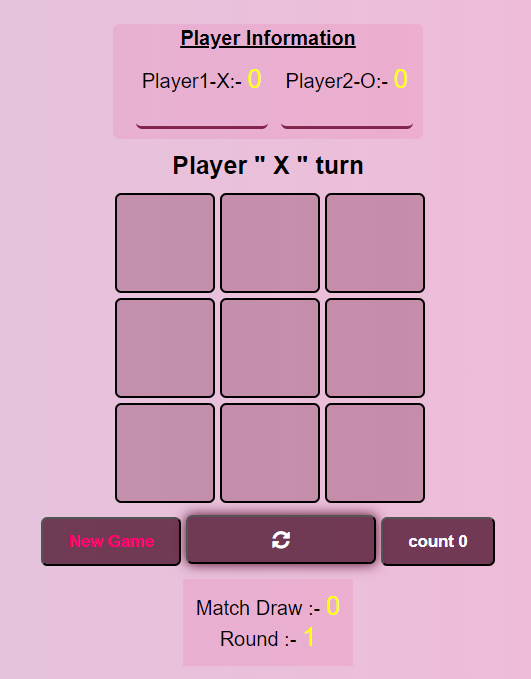 Player Information
Player1-X:- 0 Player2-O:- 0
Player " X " turn
New Game count 0
Match Draw :- 0
Round :- 1